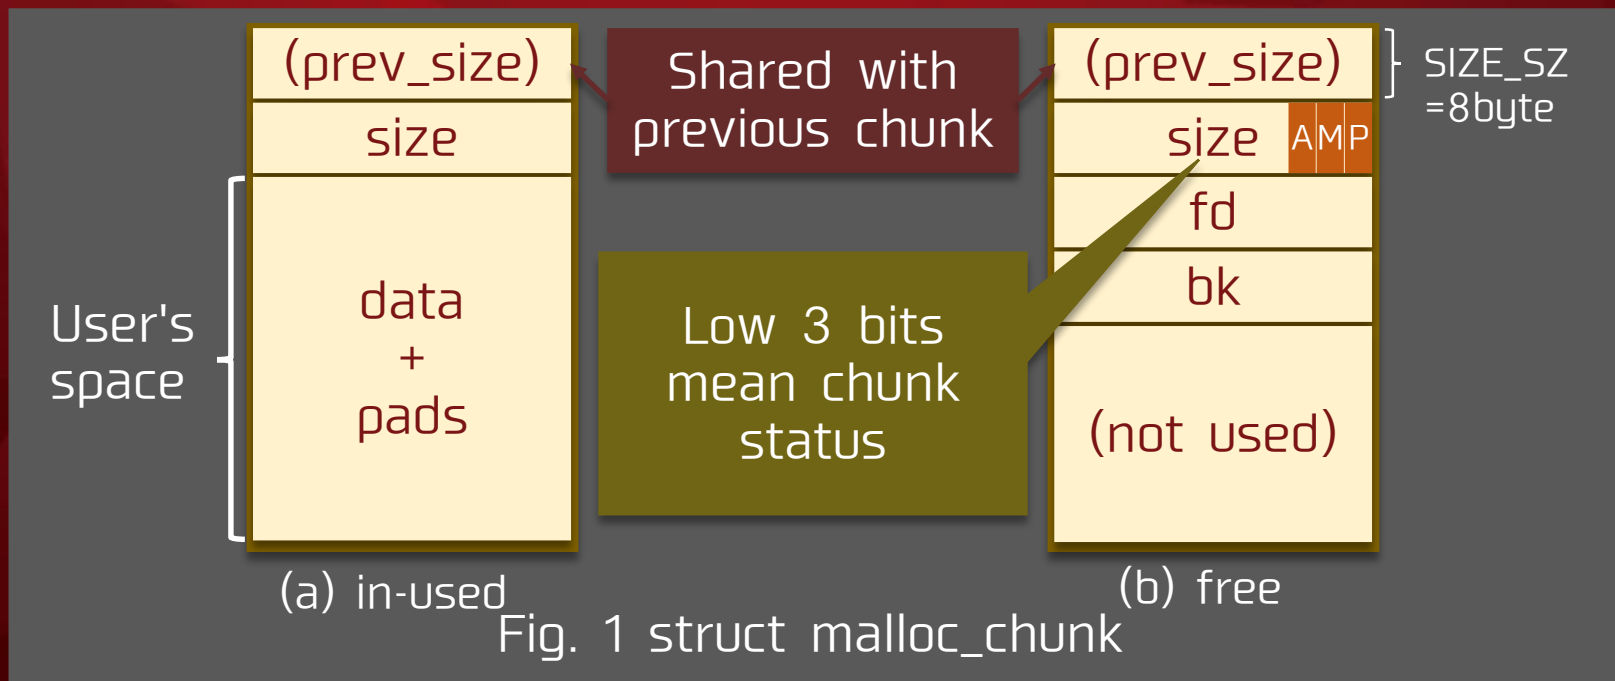 (prev_size)
size
data
+
pads
User's
space
(a) in-used
Shared with
previous chunk
Low 3 bits
mean chunk
status
(prev_size)
size
A M P
fd
bk
(not used)
SIZE_SZ
=8byte
(b) free
Fig. 1 struct malloc_chunk